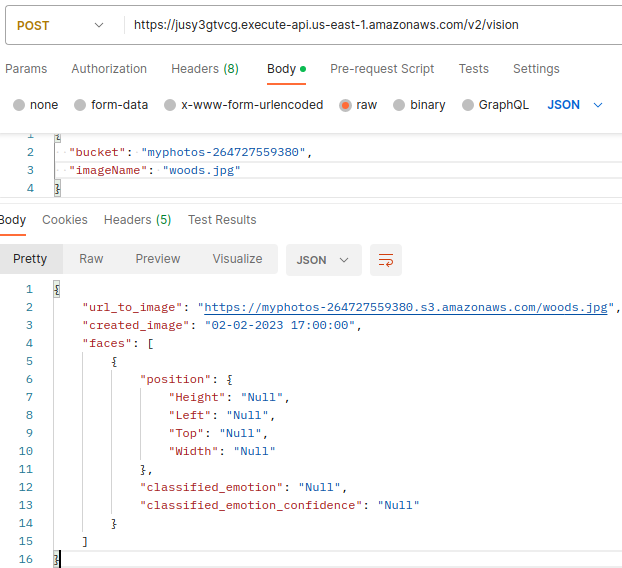 POST https://jusy3gtvcg.execute-api.us-east-1.amazonaws.com/v2/vision
Params Authorization Headers (8) Body Pre-request Script Tests Settings
none form-data x-www-form-urlencoded raw binary GraphQL JSON
1 {
2 "bucket": "myphotos-264727559380",
3 "imageName": "woods.jpg"
4 }
Body Cookies Headers (5) Test Results
Pretty Raw Preview Visualize JSON
1 {
2 "url_to_image": "https://myphotos-264727559380.s3.amazonaws.com/woods.jpg",
3 "created_image": "02-02-2023 17:00:00",
4 "faces": [
5 {
6 "position": {
7 "Height": "Null",
8 "Left": "Null",
9 "Top": "Null",
10 "Width": "Null"
11 },
12 "classified_emotion": "Null",
13 "classified_emotion_confidence": "Null"
14 }
15 ]
16 }